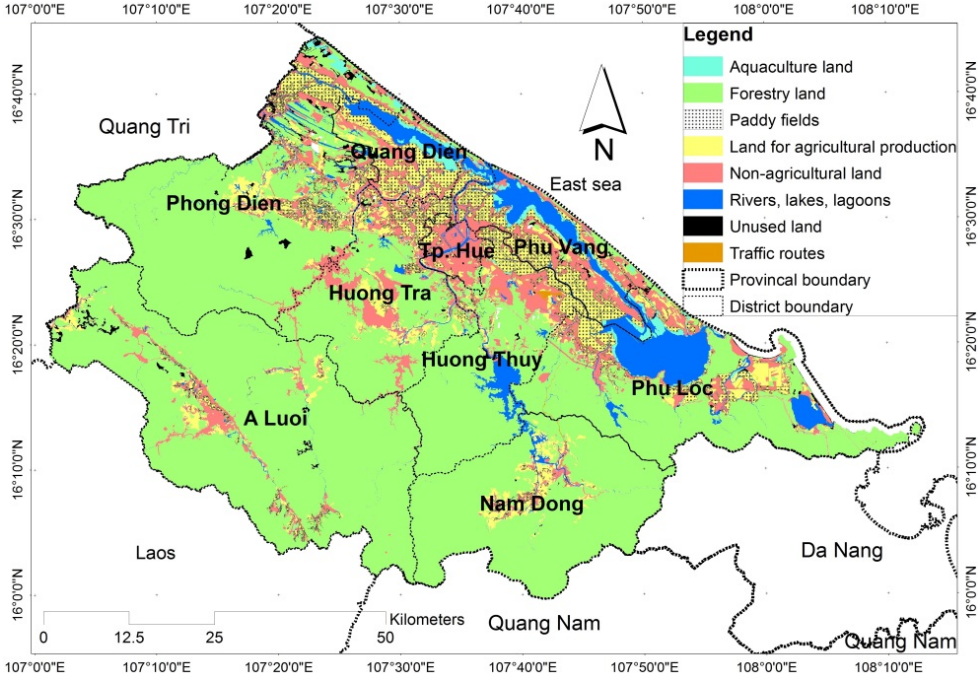 107°0'0"E 107°10'0"E 107°20'0"E 107°30'0"E 107°40'0"E 107°50'0"E 108°0'0"E 108°10'0"E
Legend
Aquaculture land
Forestry land
Paddy fields
Land for agricultural production
Non-agricultural land
Rivers, lakes, lagoons
Unused land
Traffic routes
Provincal boundary
District boundary
N
East sea
Quang Tri
Quang Dien
Phong Dien
Tp. Hue
Phu Vang
Huong Tra
Huong Thuy
Phu Loc
A Luoi
Nam Dong
Laos
Da Nang
Quang Nam
Quang Nam
Kilometers
0 12.5 25 50
16°40'0"N
16°30'0"N
16°20'0"N
16°10'0"N
16°0'0"N
16°40'0"N
16°30'0"N
16°20'0"N
16°10'0"N
16°0'0"N
107°0'0"E 107°10'0"E 107°20'0"E 107°30'0"E 107°40'0"E 107°50'0"E 108°0'0"E 108°10'0"E